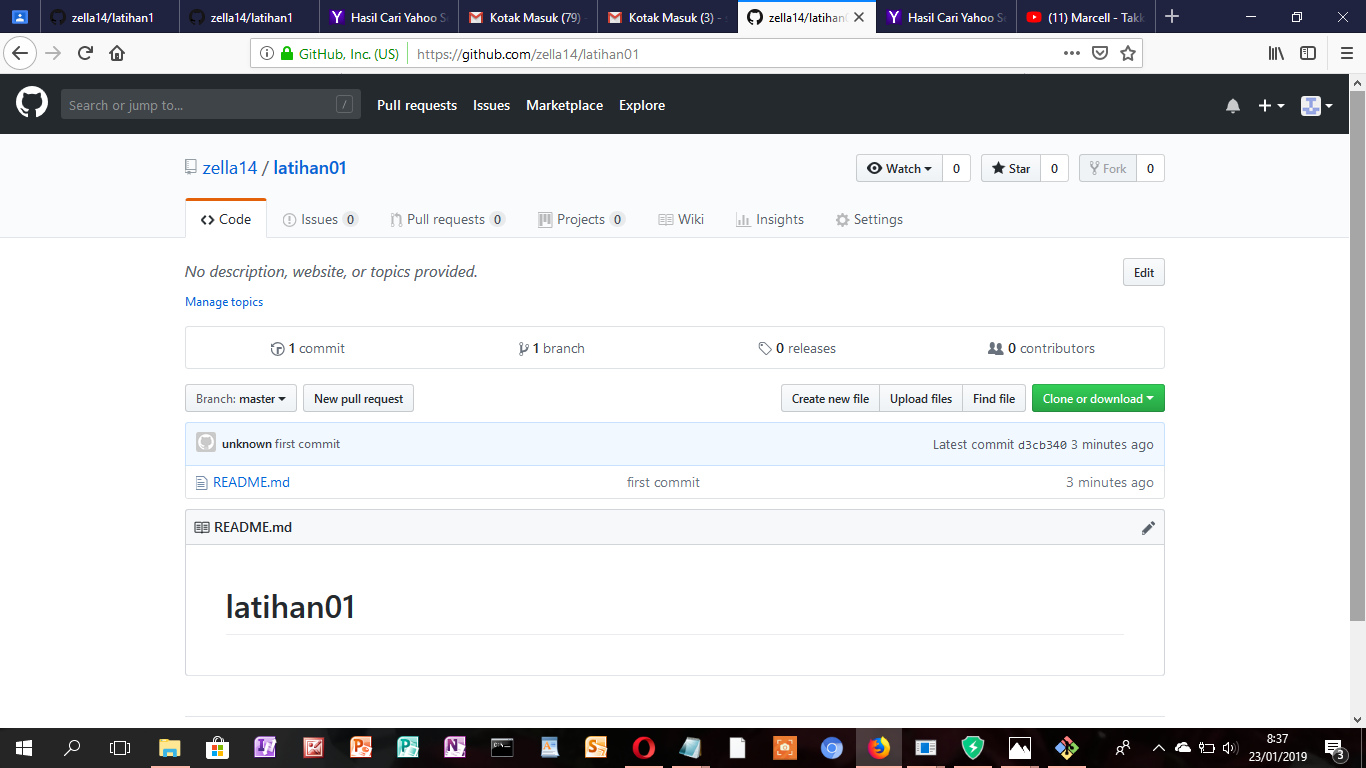 zella14/latihan1
zella14/latihan1
Hasil Cari Yahoo S
Kotak Masuk (79) -
Kotak Masuk (3) -
zella14/latihan
Hasil Cari Yahoo S
(11) Marcell - Takk
GitHub, Inc. (US)
https://github.com/zella14/latihan01
Search or jump to...
/
Pull requests
Issues
Marketplace
Explore
zella14 / latihan01
Watch 0
Star 0
Fork 0
Code
Issues 0
Pull requests 0
Projects 0
Wiki
Insights
Settings
No description, website, or topics provided.
Edit
Manage topics
1 commit
1 branch
0 releases
0 contributors
Branch: master
New pull request
Create new file
Upload files
Find file
Clone or download
unknown first commit
Latest commit d3cb340 3 minutes ago
README.md
first commit
3 minutes ago
README.md
latihan01
8:37
23/01/2019
3